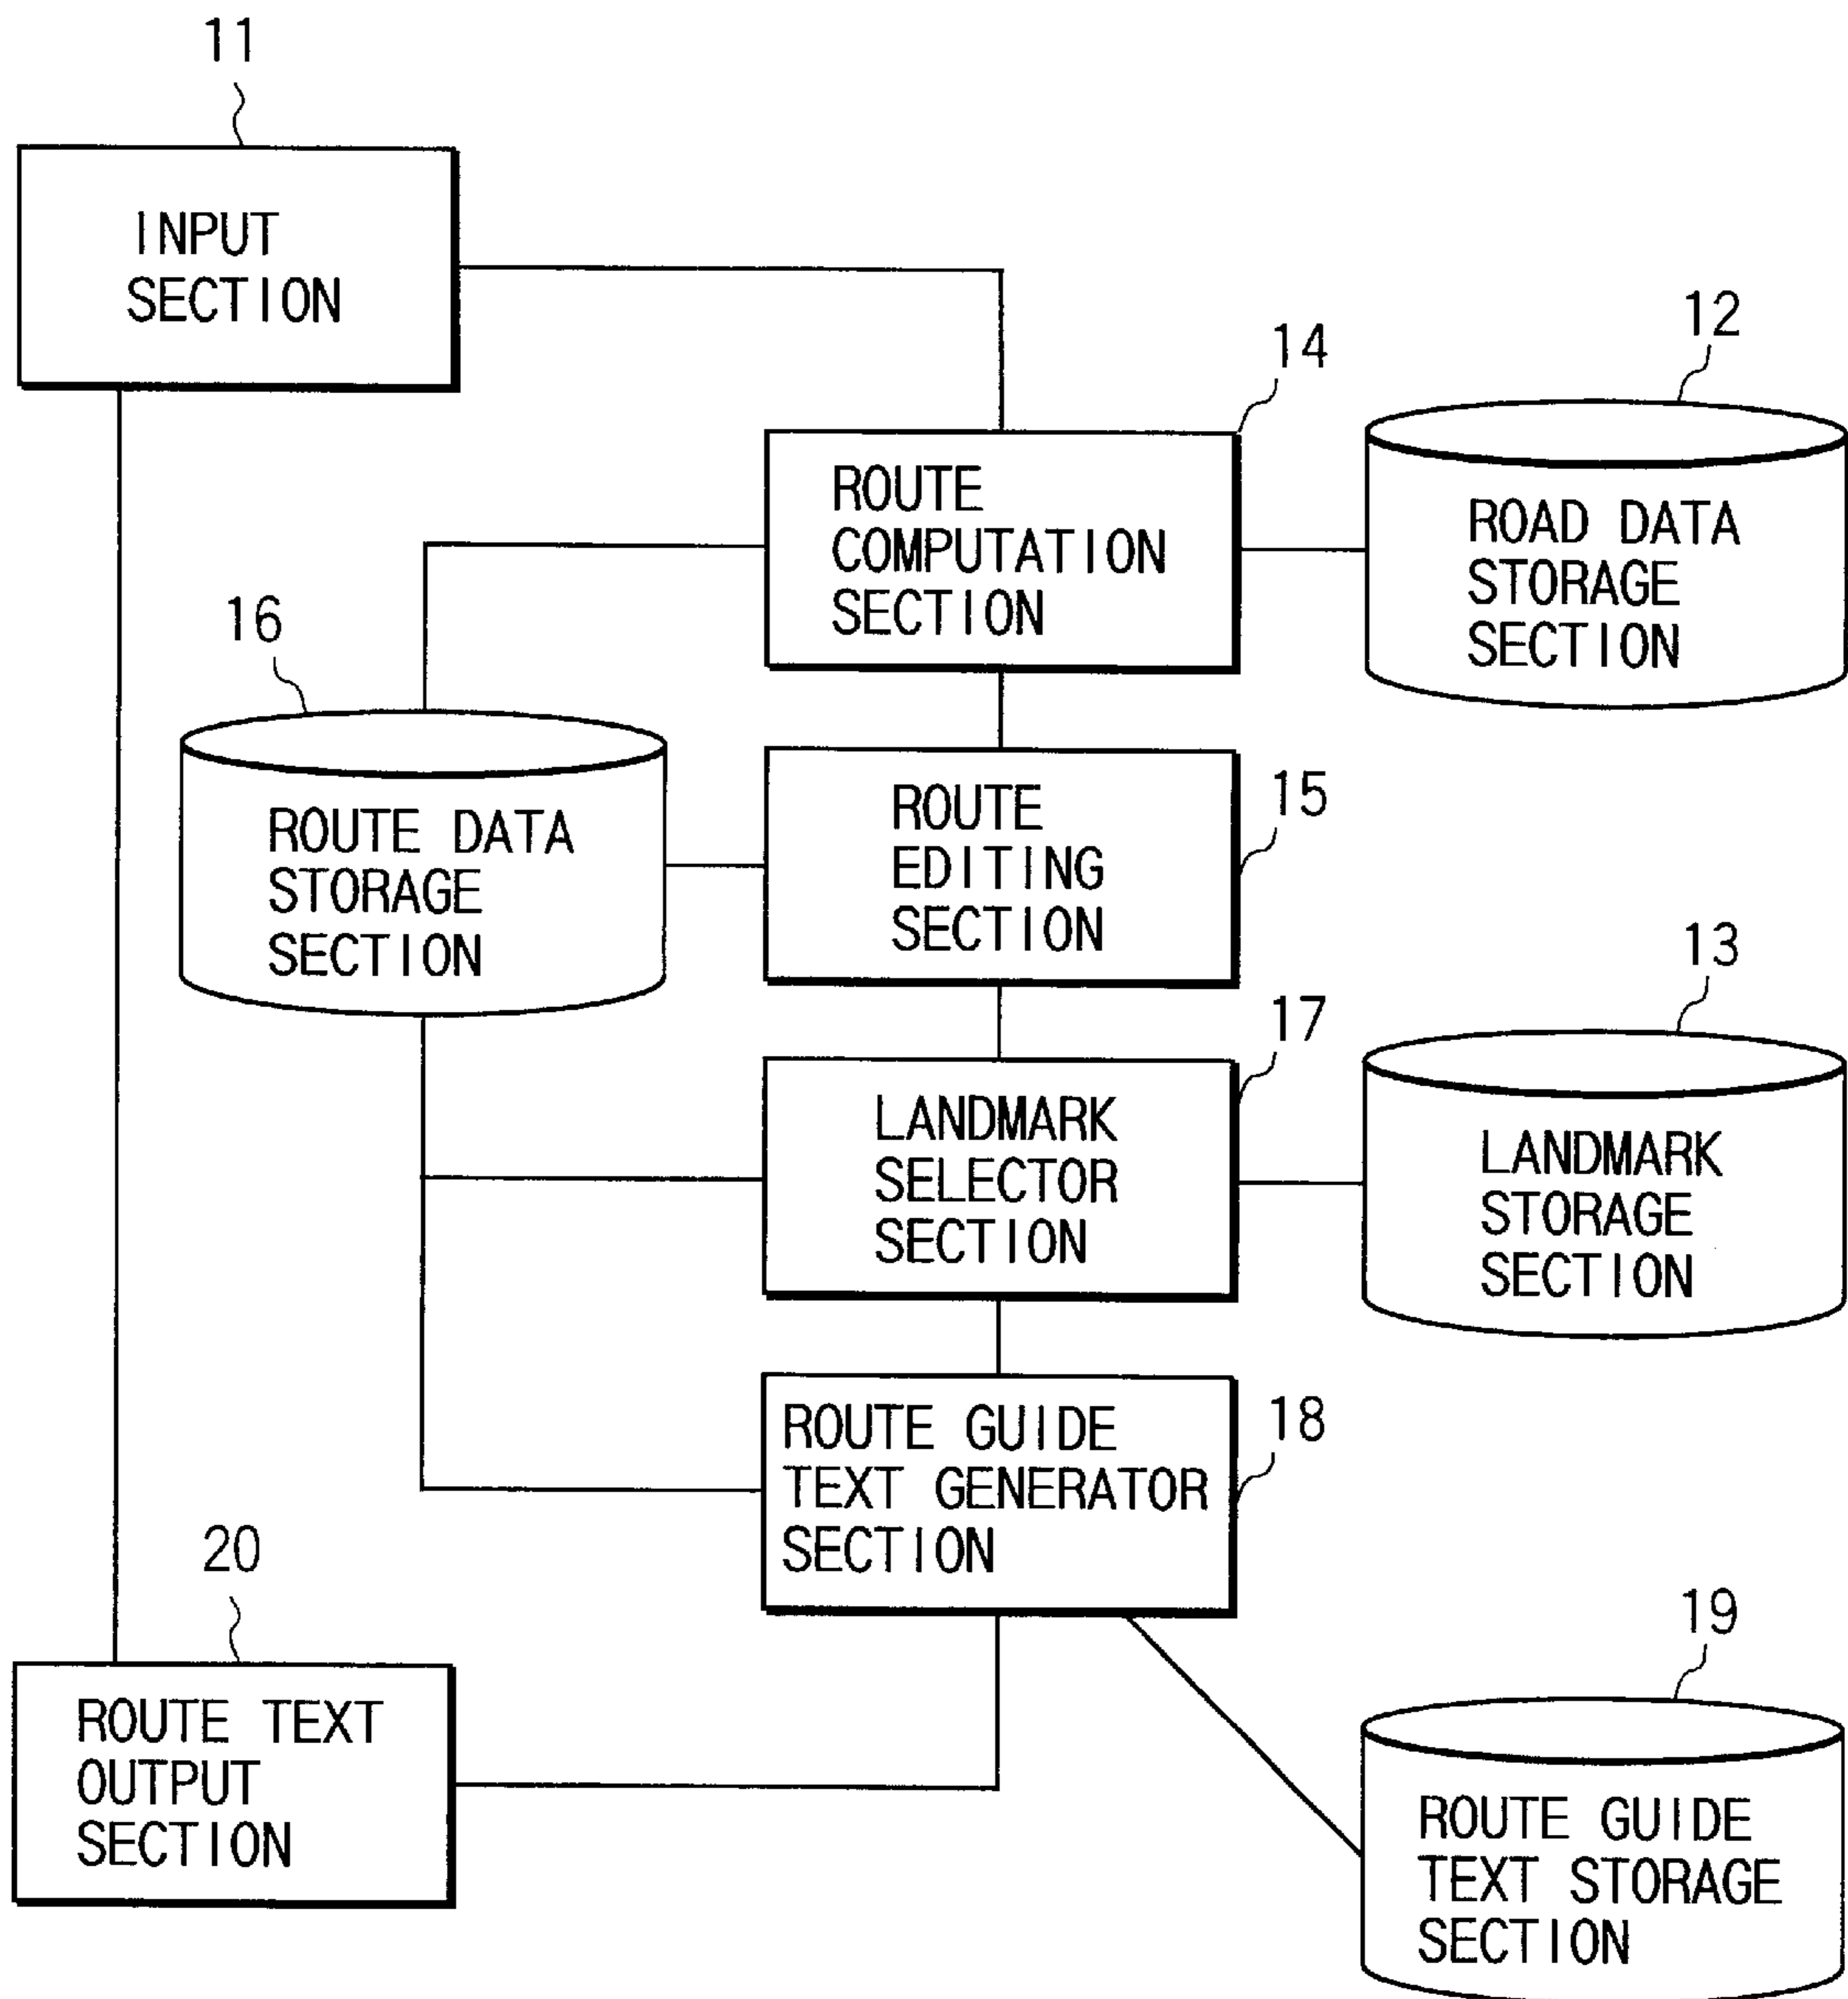 11
INPUT
SECTION
12
14
ROUTE
COMPUTATION
SECTION
ROAD DATA
STORAGE
SECTION
16
ROUTE DATA
STORAGE
SECTION
ROUTE
EDITING
SECTION
15
13
17
LANDMARK
SELECTOR
SECTION
LANDMARK
STORAGE
SECTION
ROUTE GUIDE
TEXT GENERATOR
SECTION
18
20
ROUTE TEXT
OUTPUT
SECTION
19
ROUTE GUIDE
TEXT STORAGE
SECTION